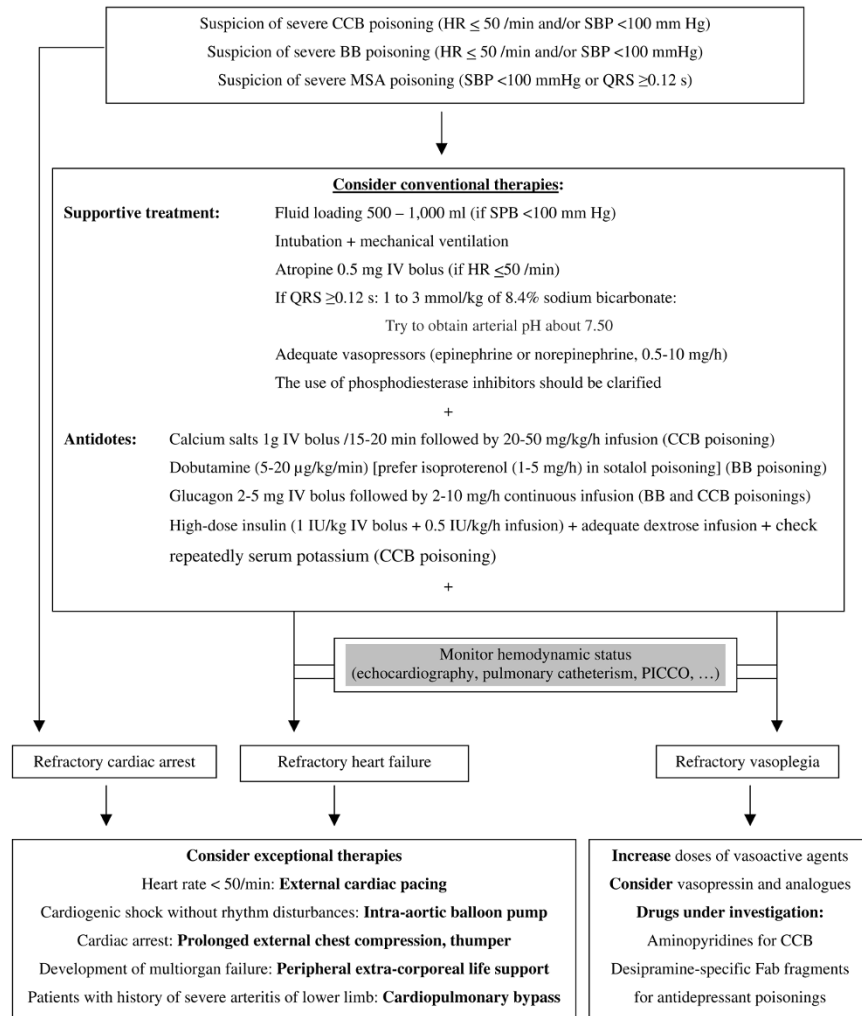 Suspicion of severe CCB poisoning (HR ≤ 50 /min and/or SBP <100 mm Hg)
Suspicion of severe BB poisoning (HR ≤ 50 /min and/or SBP <100 mmHg)
Suspicion of severe MSA poisoning (SBP <100 mmHg or QRS ≥0.12 s)
Consider conventional therapies:
Supportive treatment: Fluid loading 500 – 1,000 ml (if SPB <100 mm Hg)
Intubation + mechanical ventilation
Atropine 0.5 mg IV bolus (if HR ≤50 /min)
If QRS ≥0.12 s: 1 to 3 mmol/kg of 8.4% sodium bicarbonate:
Try to obtain arterial pH about 7.50
Adequate vasopressors (epinephrine or norepinephrine, 0.5-10 mg/h)
The use of phosphodiesterase inhibitors should be clarified
+
Antidotes: Calcium salts 1g IV bolus /15-20 min followed by 20-50 mg/kg/h infusion (CCB poisoning)
Dobutamine (5-20 µg/kg/min) [prefer isoproterenol (1-5 mg/h) in sotalol poisoning] (BB poisoning)
Glucagon 2-5 mg IV bolus followed by 2-10 mg/h continuous infusion (BB and CCB poisonings)
High-dose insulin (1 IU/kg IV bolus + 0.5 IU/kg/h infusion) + adequate dextrose infusion + check
repeatedly serum potassium (CCB poisoning)
+
Monitor hemodynamic status
(echocardiography, pulmonary catheterism, PICCO, …)
Refractory cardiac arrest
Refractory heart failure
Refractory vasoplegia
Consider exceptional therapies
Heart rate < 50/min: External cardiac pacing
Cardiogenic shock without rhythm disturbances: Intra-aortic balloon pump
Cardiac arrest: Prolonged external chest compression, thumper
Development of multiorgan failure: Peripheral extra-corporeal life support
Patients with history of severe arteritis of lower limb: Cardiopulmonary bypass
Increase doses of vasoactive agents
Consider vasopressin and analogues
Drugs under investigation:
Aminopyridines for CCB
Desipramine-specific Fab fragments
for antidepressant poisonings